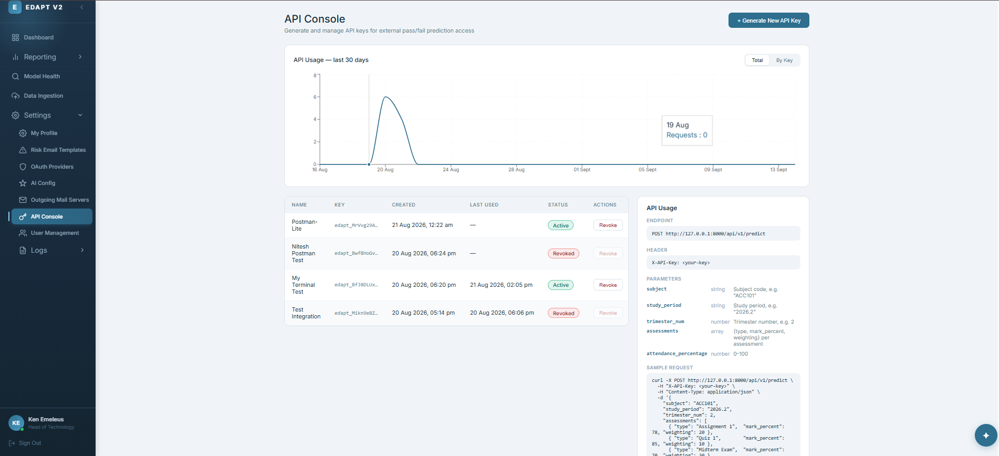 E EDAPT V2
Dashboard
Reporting
Model Health
Data Ingestion
Settings
My Profile
Risk Email Templates
OAuth Providers
AI Config
Outgoing Mail Servers
API Console
User Management
Logs
KE
Ken Emeleus
Head of Technology
Sign Out
API Console
Generate and manage API keys for external pass/fail prediction access
+ Generate New API Key
API Usage — last 30 days
Total By Key
8
6
4
2
0
16 Aug 20 Aug 24 Aug 28 Aug 01 Sept 05 Sept 09 Sept 13 Sept
19 Aug
Requests : 0
NAME KEY CREATED LAST USED STATUS ACTIONS
Postman-
Lite
edapt_MrVvg29A… 21 Aug 2026, 12:22 am — Active Revoke
Nitesh
Postman
Test
edapt_BwfBHoGv… 20 Aug 2026, 06:24 pm — Revoked Revoke
My
Terminal
Test
edapt_BfJ8DLUx… 20 Aug 2026, 06:20 pm 21 Aug 2026, 02:05 pm Active Revoke
Test
Integration
edapt_Mikn9eBZ… 20 Aug 2026, 05:14 pm 20 Aug 2026, 06:06 pm Revoked Revoke
API Usage
ENDPOINT
POST http://127.0.0.1:8000/api/v1/predict
HEADER
X-API-Key: <your-key>
PARAMETERS
subject string Subject code, e.g.
"ACC101"
study_period string Study period, e.g.
"2026.2"
trimester_num number Trimester number, e.g. 2
assessments array {type, mark_percent,
weighting} per
assessment
attendance_percentage number 0–100
SAMPLE REQUEST
curl -X POST http://127.0.0.1:8000/api/v1/predict \
-H "X-API-Key: <your-key>" \
-H "Content-Type: application/json" \
-d '{
"subject": "ACC101",
"study_period": "2026.2",
"trimester_num": 2,
"assessments": [
{ "type": "Assignment 1", "mark_percent":
78, "weighting": 20 },
{ "type": "Quiz 1", "mark_percent":
85, "weighting": 10 },
{ "type": "Midterm Exam", "mark_percent":
70, "weighting": 30 }